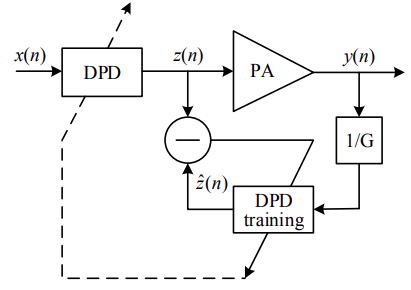 x(n)
DPD
z(n)
PA
y(n)
1/G
ẑ(n)
DPD
training